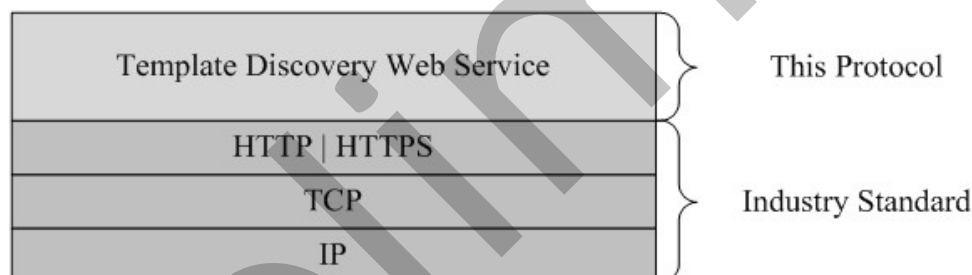 Template Discovery Web Service
This Protocol
HTTP | HTTPS
TCP
Industry Standard
IP